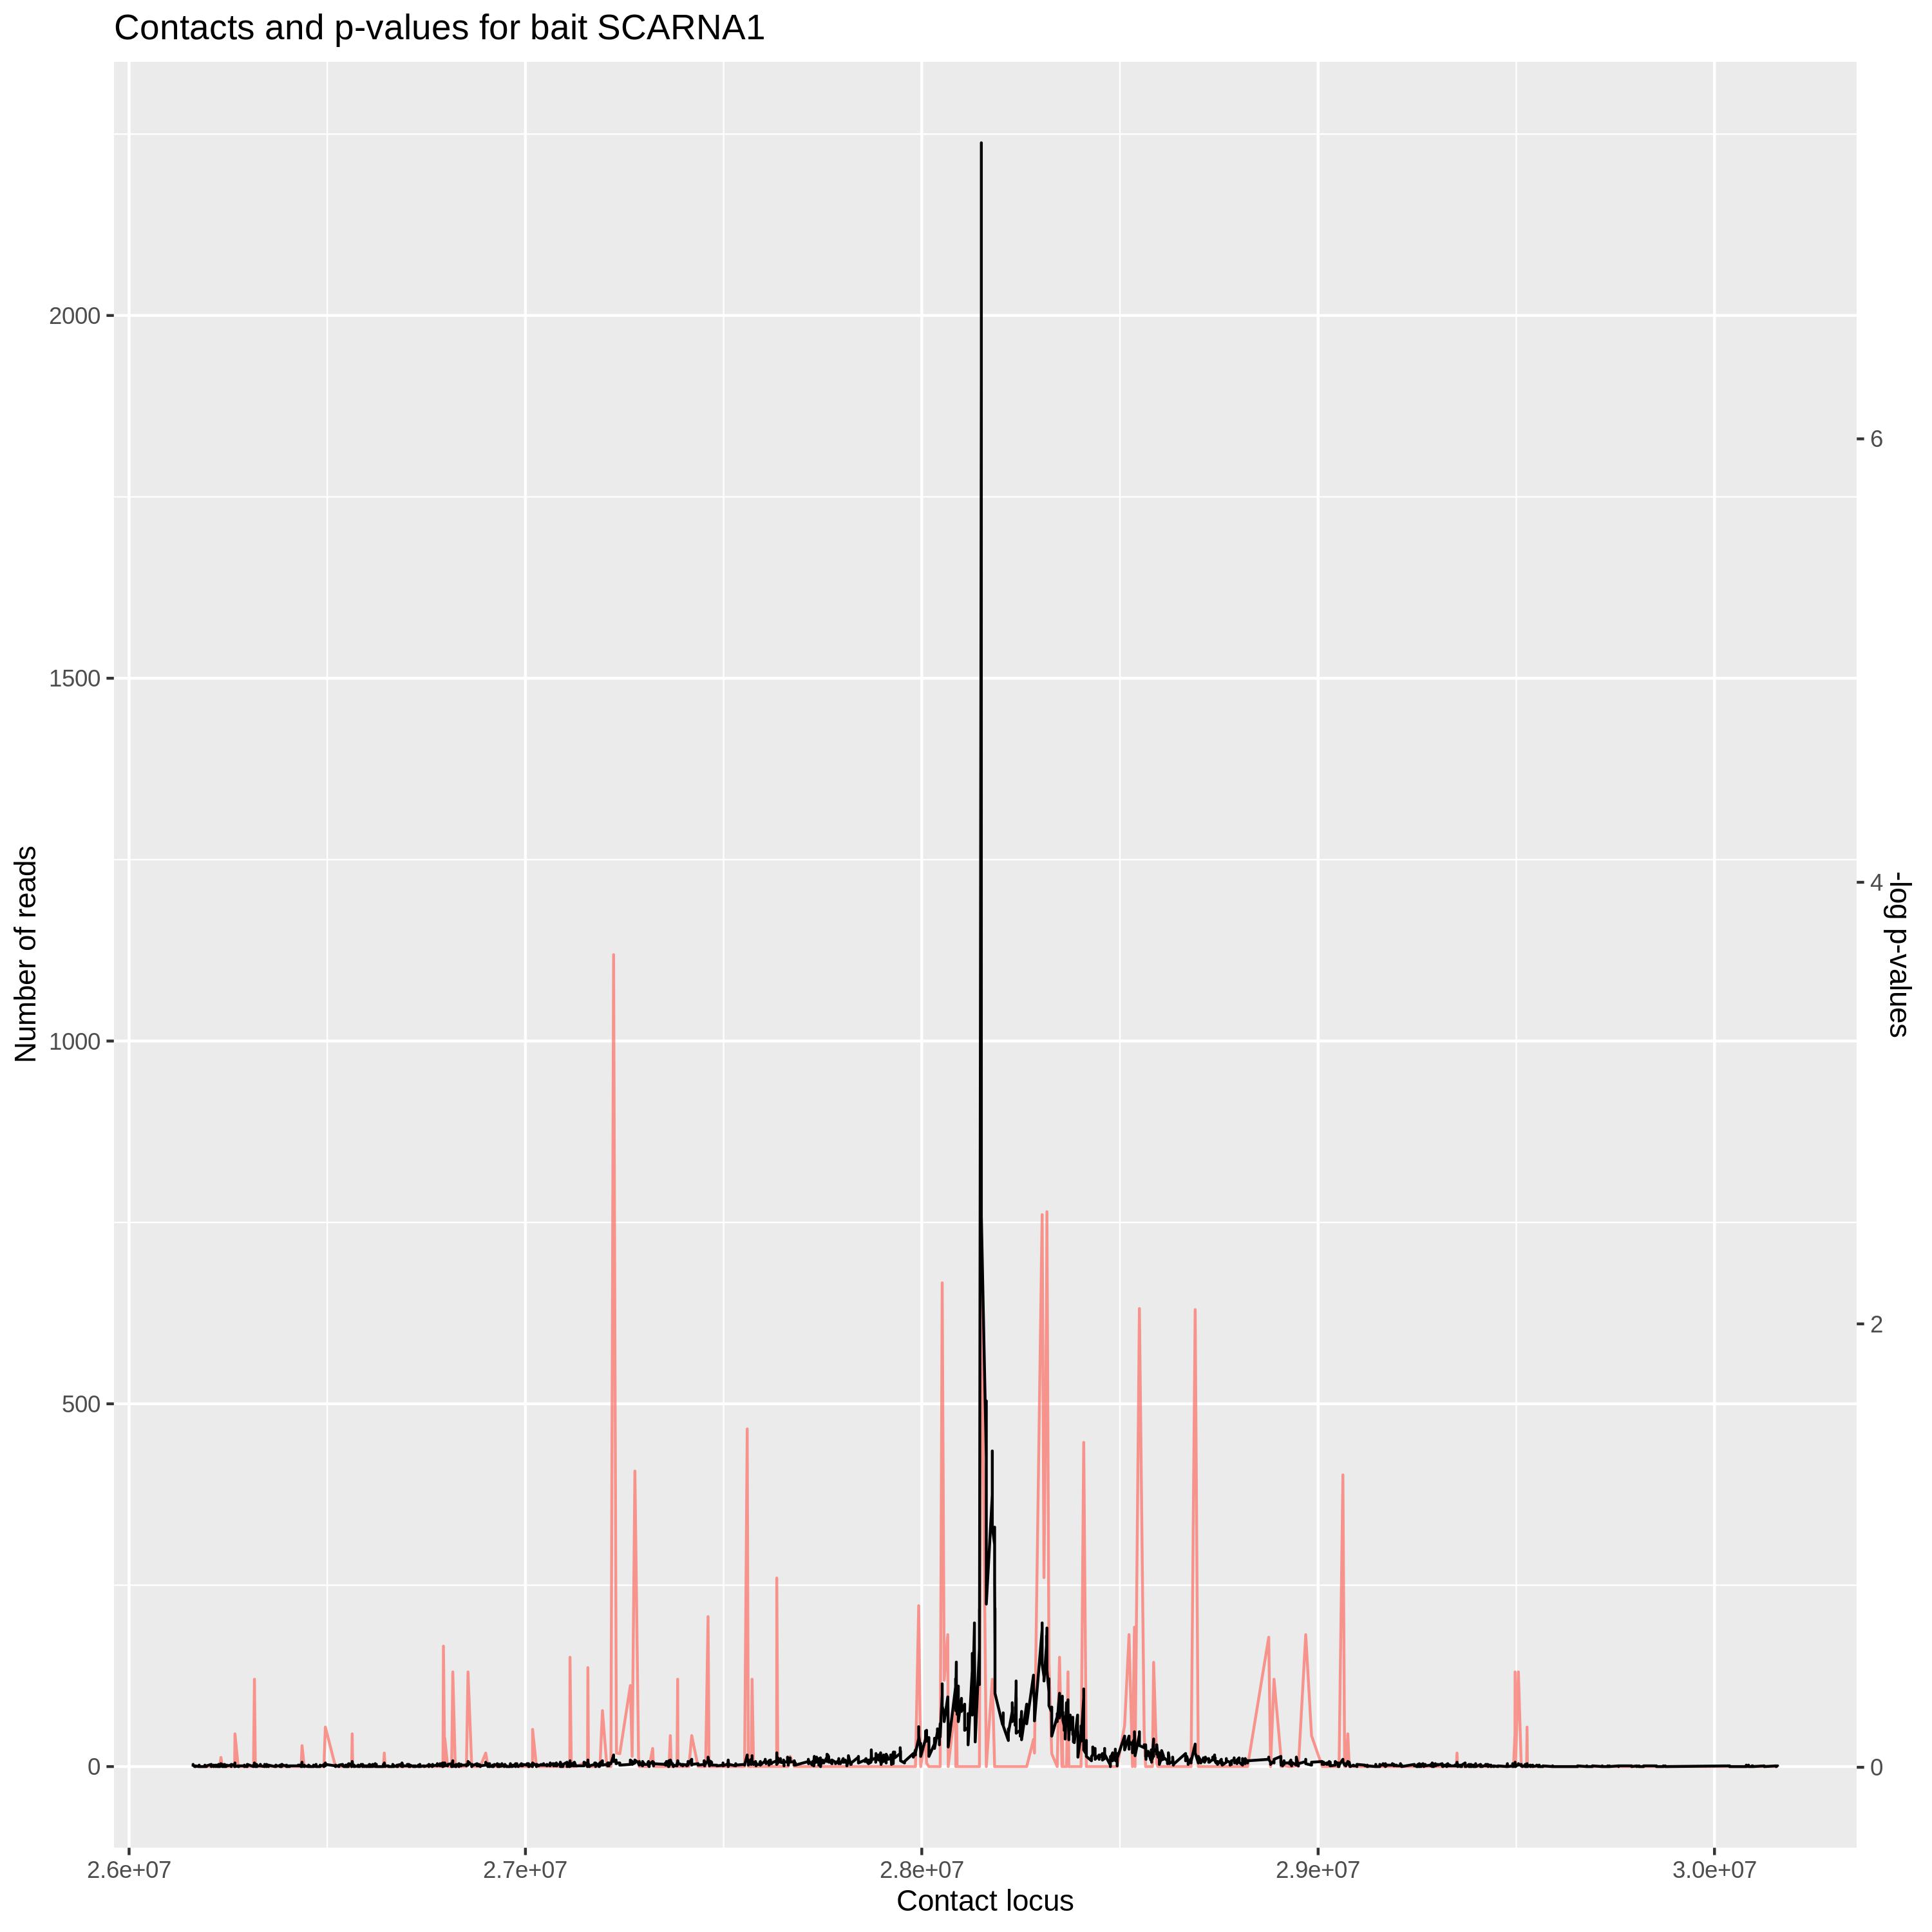 Contacts and p-values for bait SCARNA1
Number of reads
2000
1500
1000
500
0
6
4
2
0
-log p-values
2.6e+07
2.7e+07
2.8e+07
2.9e+07
3.0e+07
Contact locus